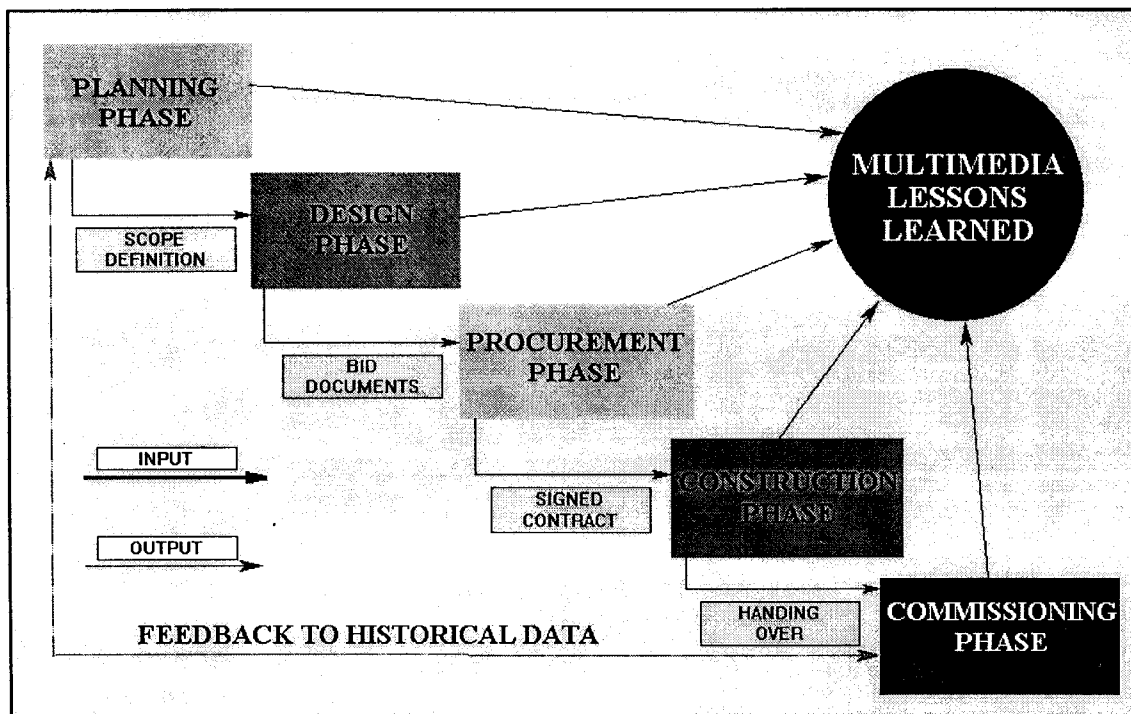 PLANNING
PHASE
MULTIMEDIA
LESSONS
LEARNED
DESIGN
PHASE
SCOPE
DEFINITION
PROCUREMENT
PHASE
BID
DOCUMENTS
INPUT
CONSTRUCTION
PHASE
SIGNED
CONTRACT
OUTPUT
COMMISSIONING
PHASE
HANDING
OVER
FEEDBACK TO HISTORICAL DATA